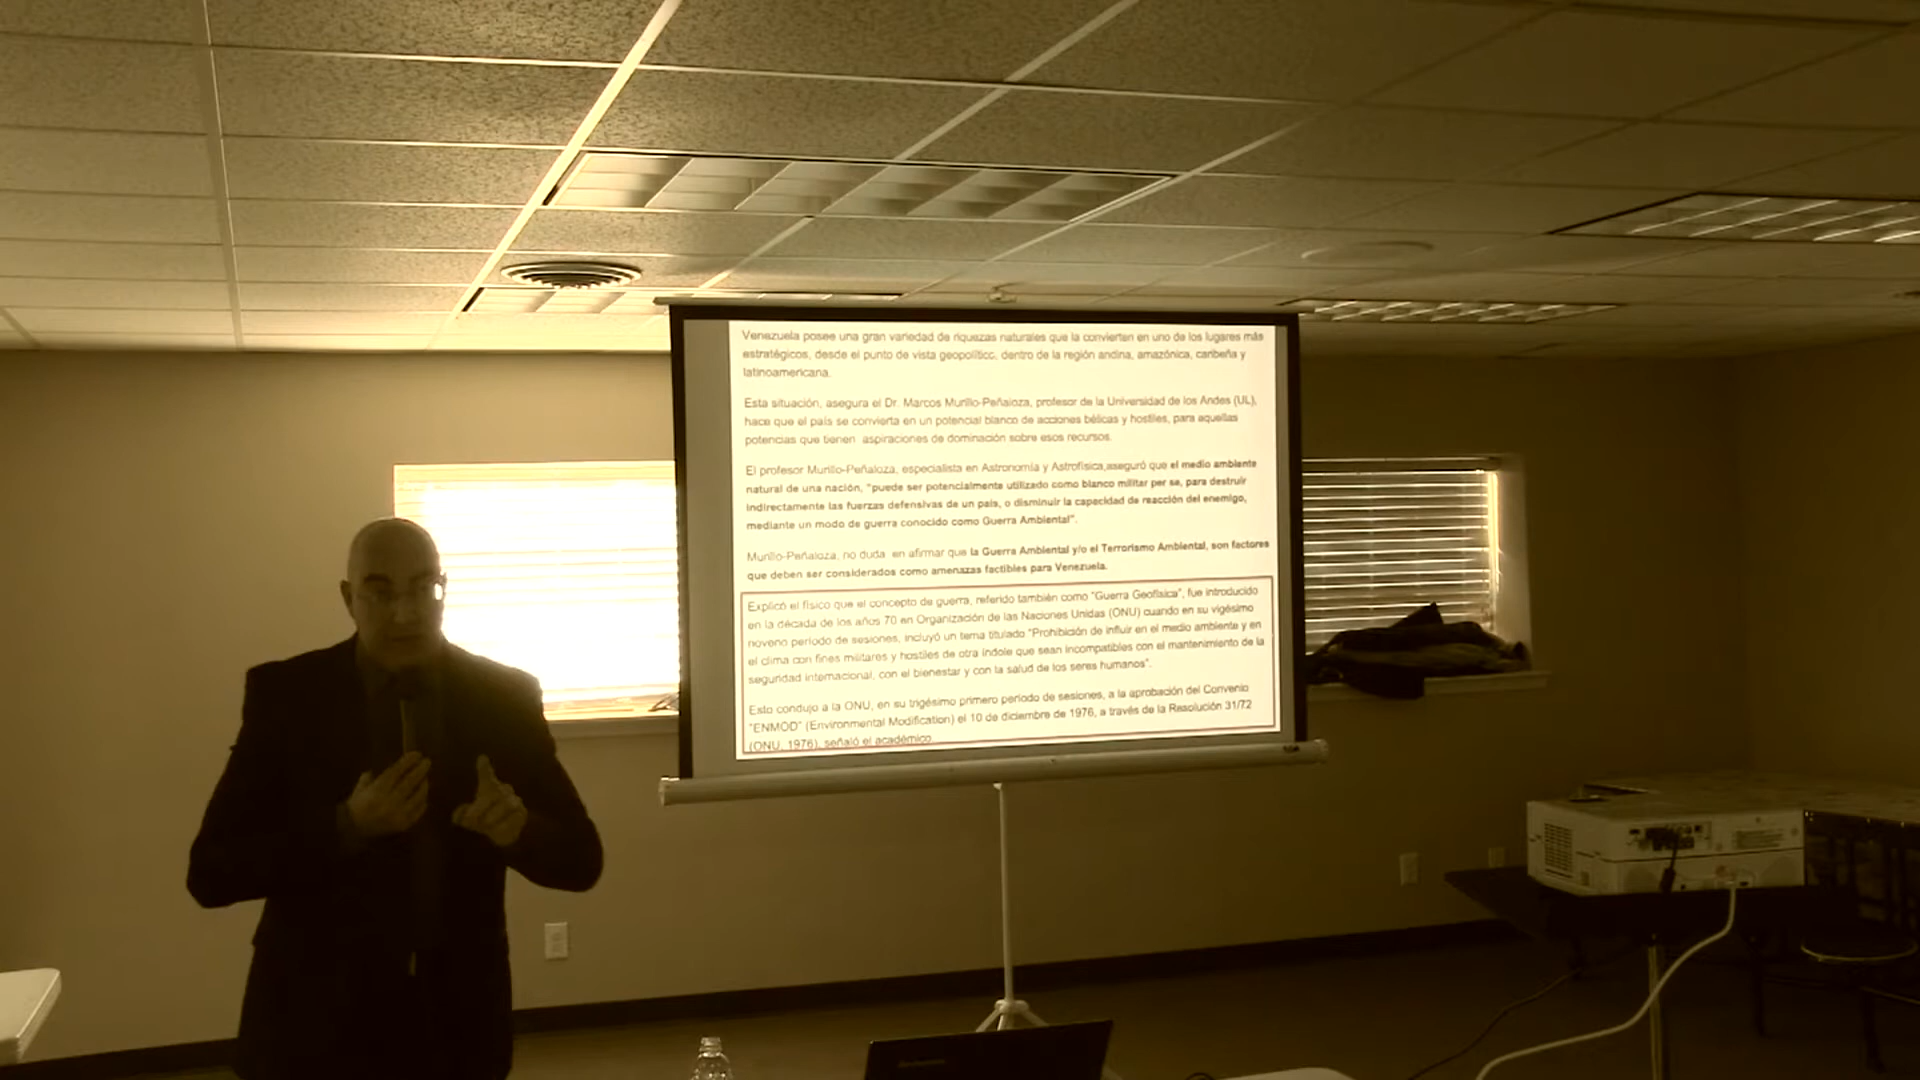 Venezuela posee una gran variedad de riquezas naturales que la convierten en uno de los lugares más
estratégicos, desde el punto de vista geopolítico, dentro de la región andina, amazónica, caribeña y
latinoamericana.
Esta situación, asegura el Dr. Marcos Murillo-Peñaloza, profesor de la Universidad de los Andes (UL),
hace que el país se convierta en un potencial blanco de acciones bélicas y hostiles, para aquellas
potencias que tienen aspiraciones de dominación sobre esos recursos.
El profesor Murillo-Peñaloza, especialista en Astronomía y Astrofísica,aseguró que el medio ambiente
natural de una nación, "puede ser potencialmente utilizado como blanco militar per se, para destruir
indirectamente las fuerzas defensivas de un país, o disminuir la capacidad de reacción del enemigo,
mediante un modo de guerra conocido como Guerra Ambiental".
Murillo-Peñaloza, no duda en afirmar que la Guerra Ambiental y/o el Terrorismo Ambiental, son factores
que deben ser considerados como amenazas factibles para Venezuela.
Explicó el físico que el concepto de guerra, referido también como "Guerra Geofísica", fue introducido
en la década de los años 70 en Organización de las Naciones Unidas (ONU) cuando en su vigésimo
noveno período de sesiones, incluyó un tema titulado "Prohibición de influir en el medio ambiente y en
el clima con fines militares y hostiles de otra índole que sean incompatibles con el mantenimiento de la
seguridad internacional, con el bienestar y con la salud de los seres humanos".
Esto condujo a la ONU, en su trigésimo primero período de sesiones, a la aprobación del Convenio
"ENMOD" (Environmental Modification) el 10 de diciembre de 1976, a través de la Resolución 31/72
(ONU, 1976), señaló el académico.